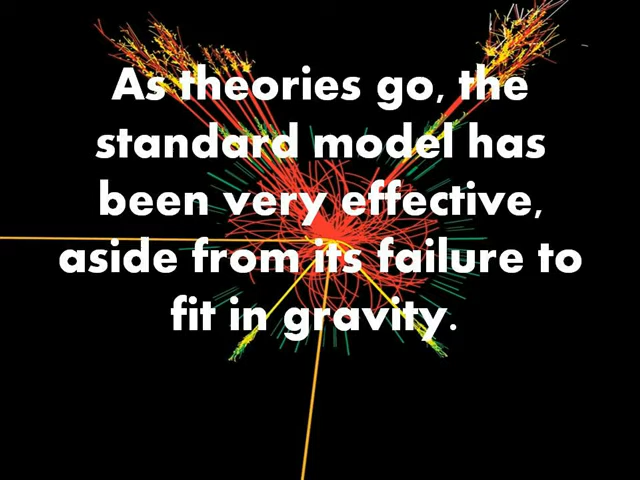 As theories go, the
standard model has
been very effective,
aside from its failure to
fit in gravity.